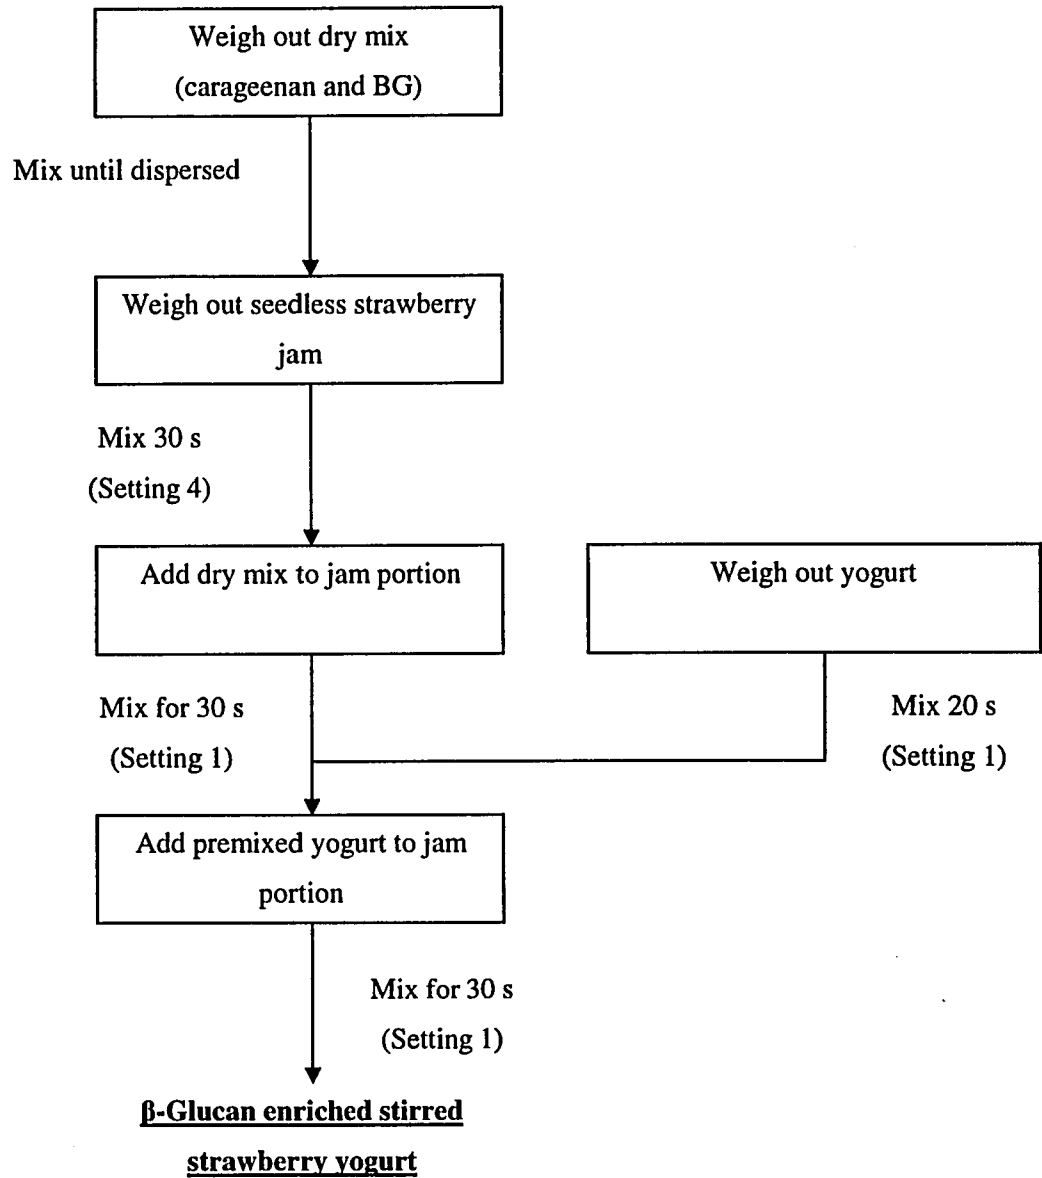 Weigh out dry mix
(carageenan and BG)
Mix until dispersed
Weigh out seedless strawberry
jam
Mix 30 s
(Setting 4)
Add dry mix to jam portion
Weigh out yogurt
Mix for 30 s
(Setting 1)
Mix 20 s
(Setting 1)
Add premixed yogurt to jam
portion
Mix for 30 s
(Setting 1)
β-Glucan enriched stirred
strawberry yogurt